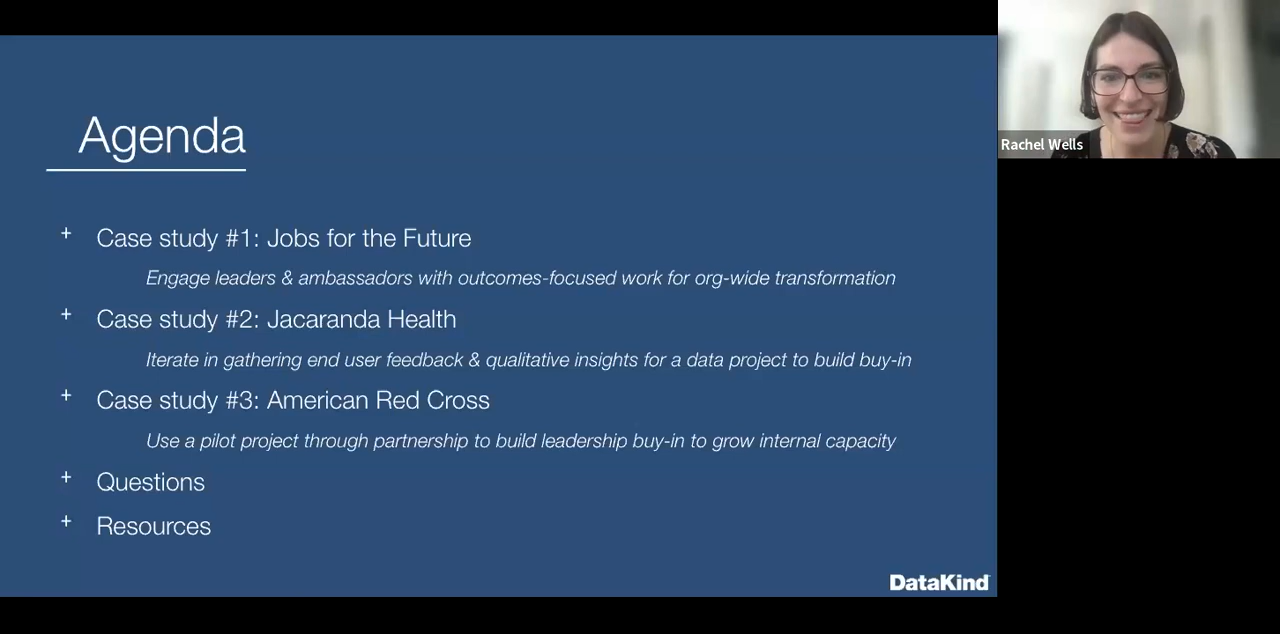 Agenda
+ Case study #1: Jobs for the Future
Engage leaders & ambassadors with outcomes-focused work for org-wide transformation
+ Case study #2: Jacaranda Health
Iterate in gathering end user feedback & qualitative insights for a data project to build buy-in
+ Case study #3: American Red Cross
Use a pilot project through partnership to build leadership buy-in to grow internal capacity
+ Questions
+ Resources
DataKind
Rachel Wells